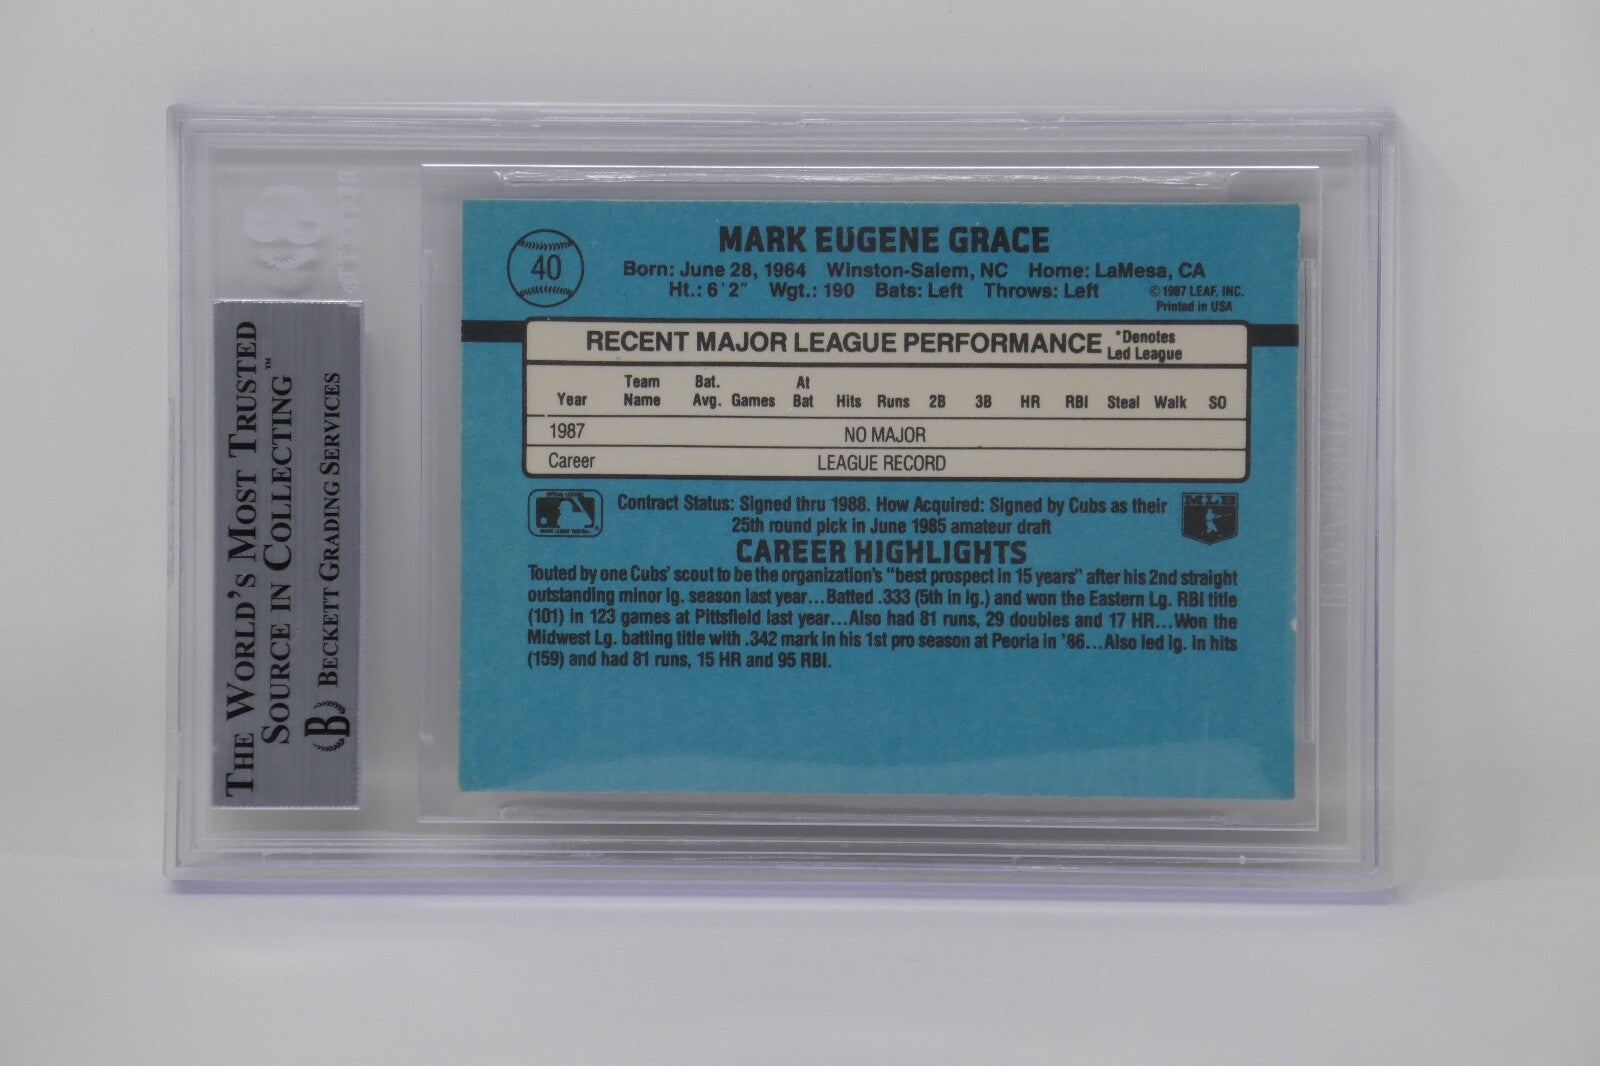 THE WORLD'S MOST TRUSTED
SOURCE IN COLLECTING™
BECKETT GRADING SERVICES
B
40
MARK EUGENE GRACE
Born: June 28, 1964 Winston-Salem, NC Home: LaMesa, CA
Ht.: 6'2" Wgt.: 190 Bats: Left Throws: Left
© 1987 LEAF, INC.
Printed in USA
RECENT MAJOR LEAGUE PERFORMANCE
*Denotes
Led League
Year Team Name Bat. Avg. Games At Bat Hits Runs 2B 3B HR RBI Steal Walk SO
1987 NO MAJOR
Career LEAGUE RECORD
Contract Status: Signed thru 1988. How Acquired: Signed by Cubs as their
25th round pick in June 1985 amateur draft
MLB
CAREER HIGHLIGHTS
Touted by one Cubs' scout to be the organization's "best prospect in 15 years" after his 2nd straight
outstanding minor lg. season last year...Batted .333 (5th in lg.) and won the Eastern Lg. RBI title
(101) in 123 games at Pittsfield last year...Also had 81 runs, 29 doubles and 17 HR...Won the
Midwest Lg. batting title with .342 mark in his 1st pro season at Peoria in '86...Also led lg. in hits
(159) and had 81 runs, 15 HR and 95 RBI.